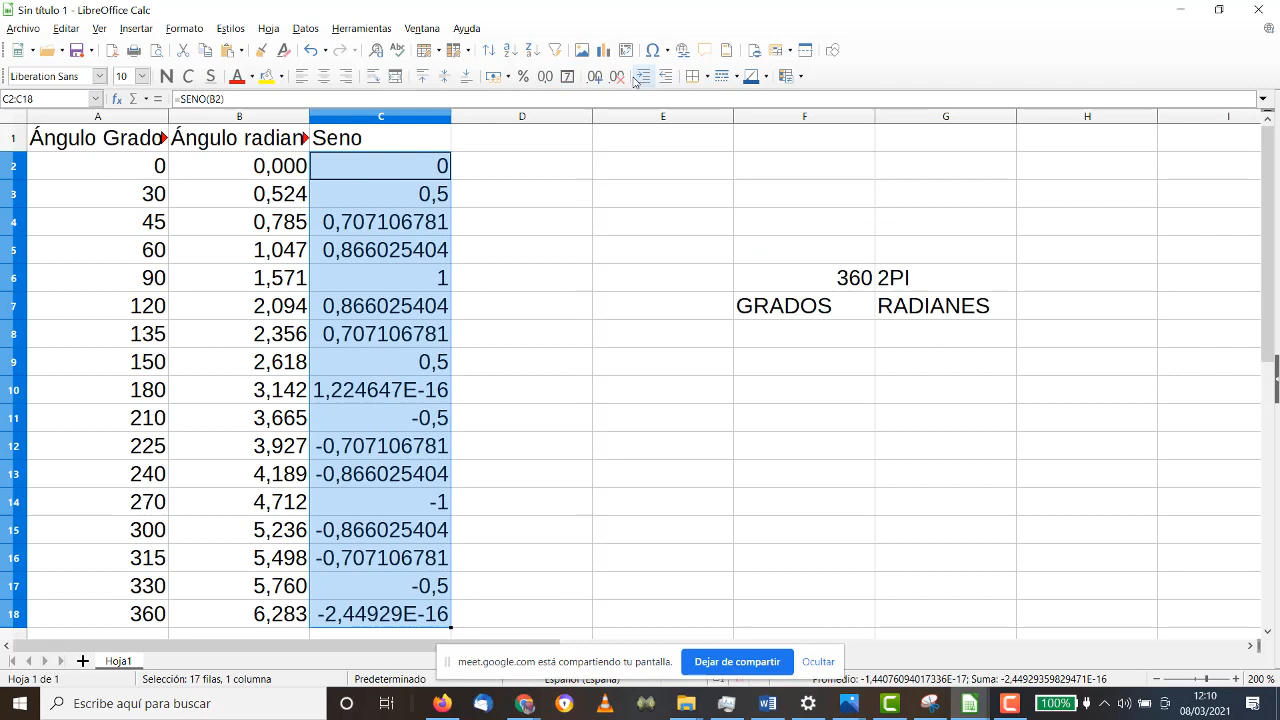 Sin título 1 - LibreOffice Calc
Archivo Editar Ver Insertar Formato Estilos Hoja Datos Herramientas Ventana Ayuda
Liberation Sans 10 N C S A % 0,0 7
C2:C18 fx Σ = =SENO(B2)
A B C D E F G H I
1 Ángulo Grado Ángulo radian Seno
2 0 0,000 0
3 30 0,524 0,5
4 45 0,785 0,707106781
5 60 1,047 0,866025404
6 90 1,571 1 360 2PI
7 120 2,094 0,866025404 GRADOS RADIANES
8 135 2,356 0,707106781
9 150 2,618 0,5
10 180 3,142 1,224647E-16
11 210 3,665 -0,5
12 225 3,927 -0,707106781
13 240 4,189 -0,866025404
14 270 4,712 -1
15 300 5,236 -0,866025404
16 315 5,498 -0,707106781
17 330 5,760 -0,5
18 360 6,283 -2,44929E-16
Hoja1
meet.google.com está compartiendo tu pantalla. Dejar de compartir Ocultar
Hoja 1 de 1 Selección: 17 filas, 1 columna Predeterminado Español (España) Promedio: -1,4407609401733​6E-17; Suma: -2,44929359829471E-16 200 %
Escribe aquí para buscar 100% 12:10
08/03/2021